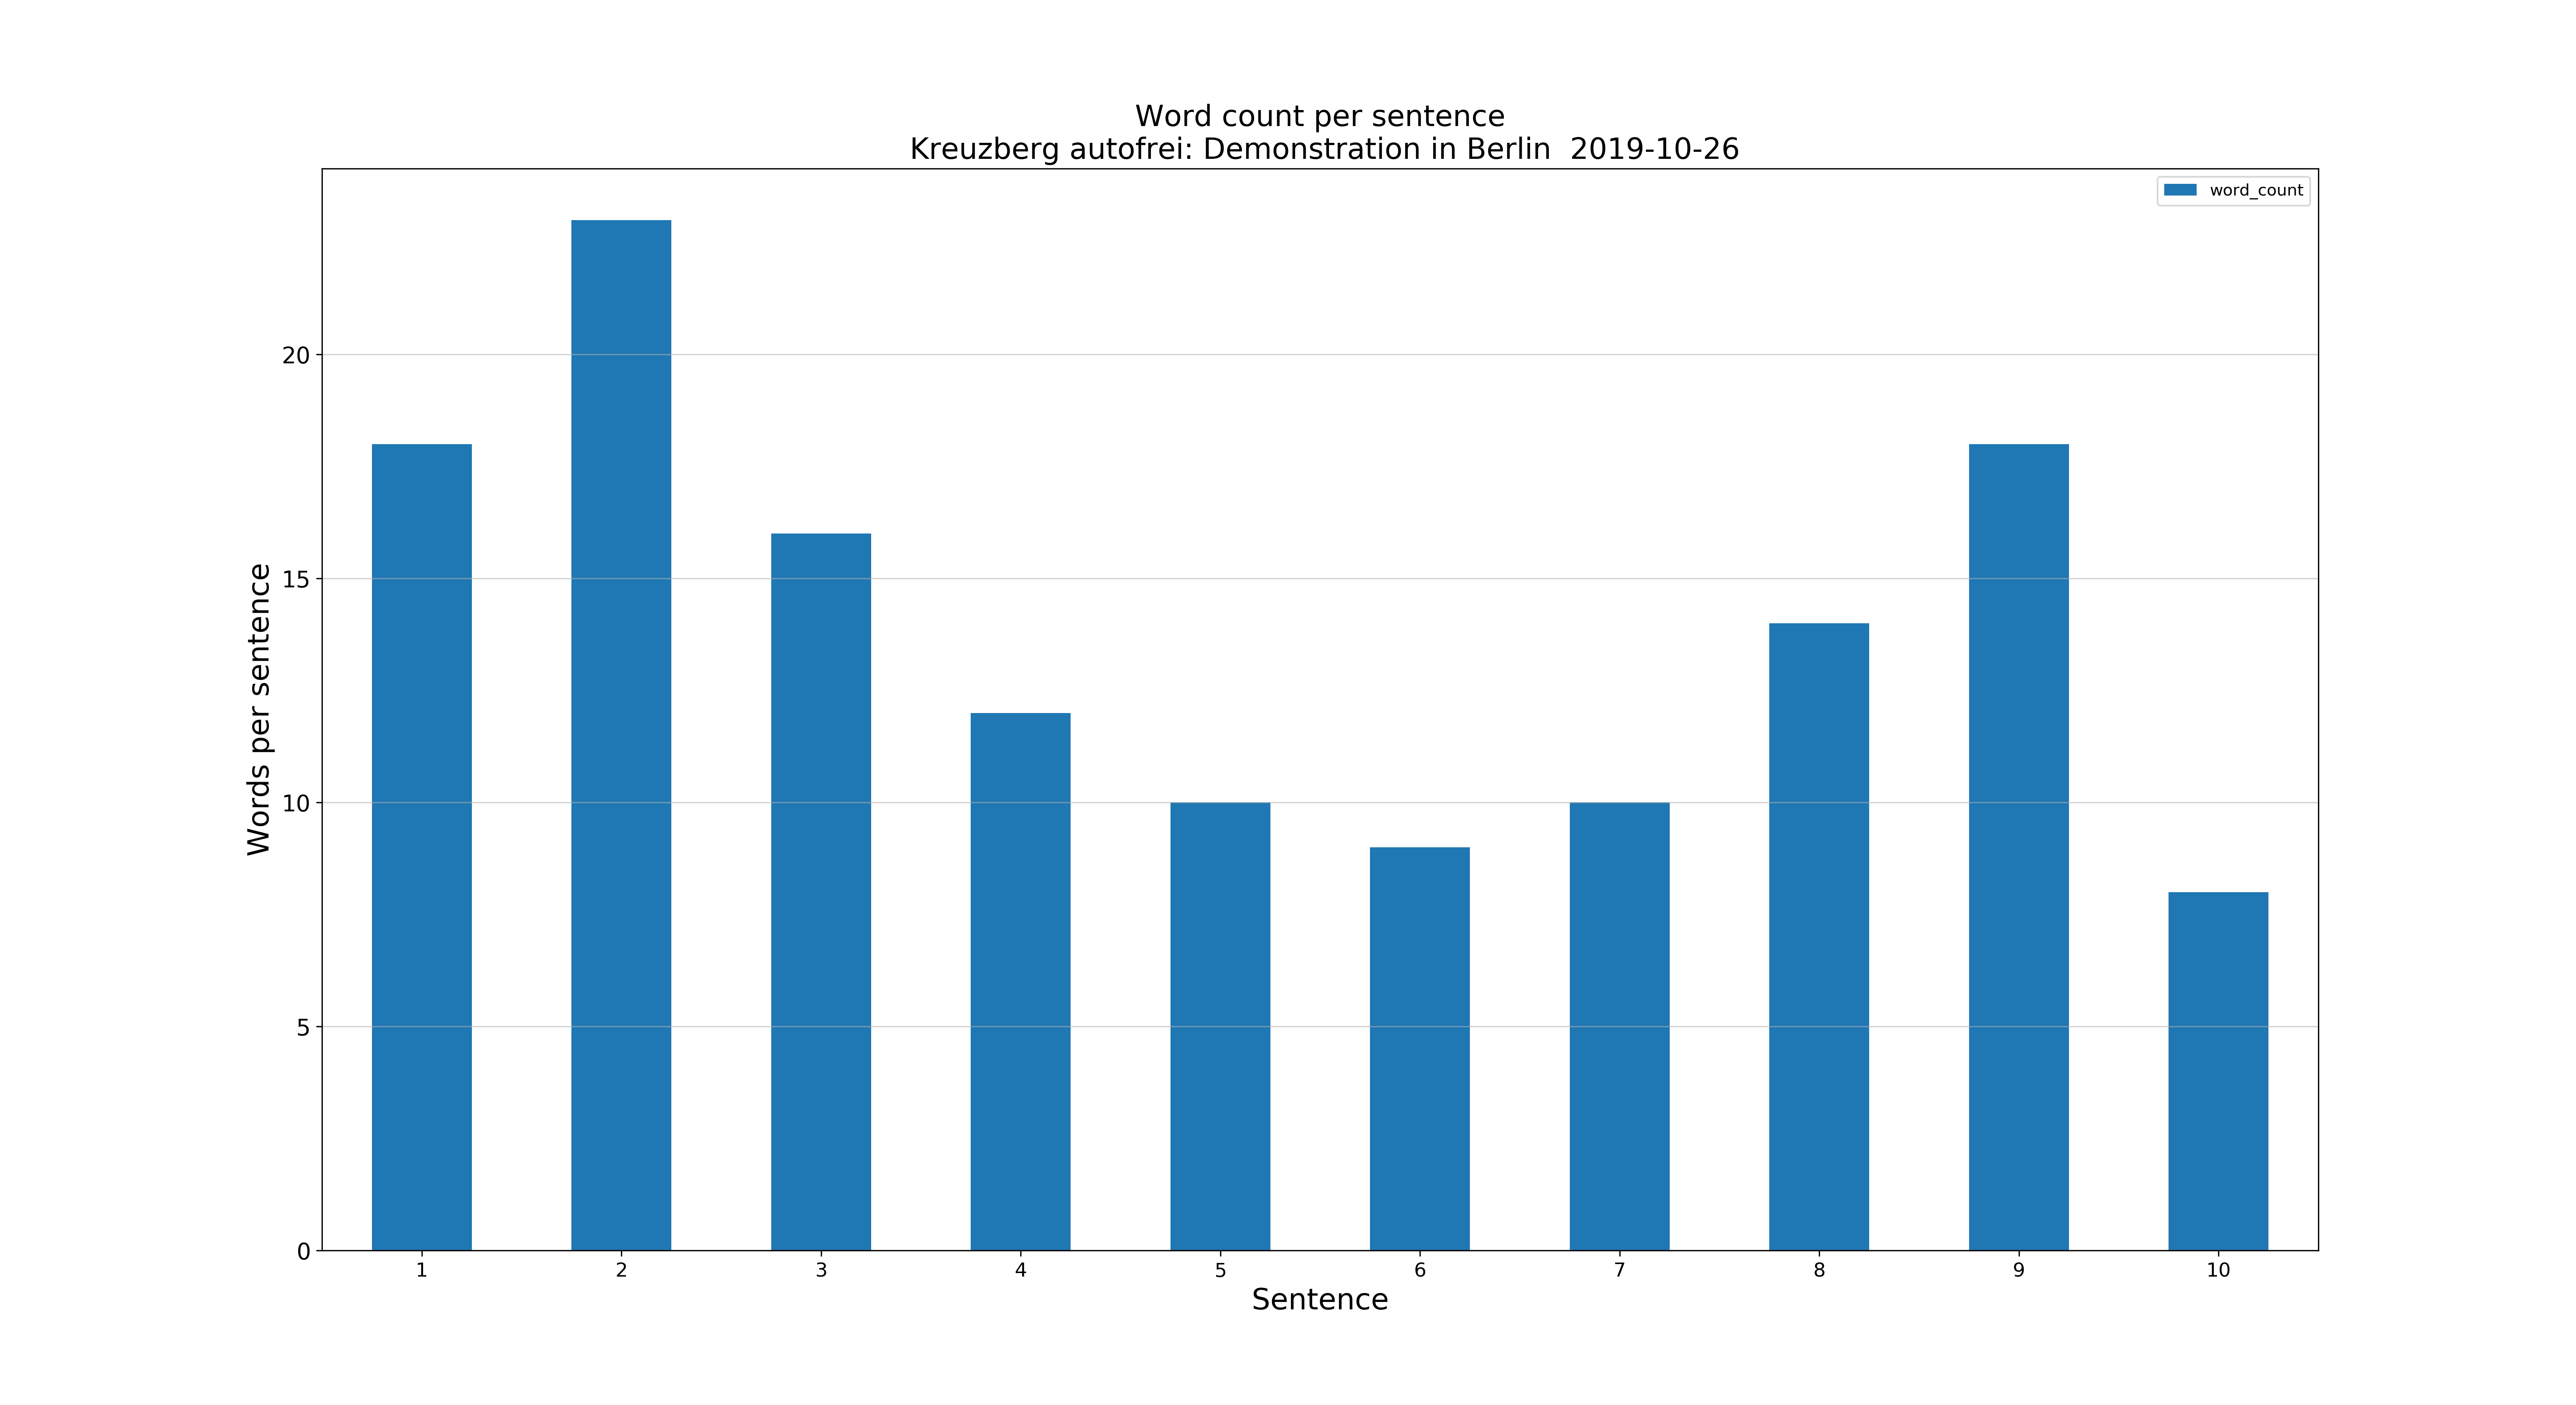 Word count per sentence
Kreuzberg autofrei: Demonstration in Berlin  2019-10-26
word_count
Words per sentence
20
15
10
5
0
1 2 3 4 5 6 7 8 9 10
Sentence